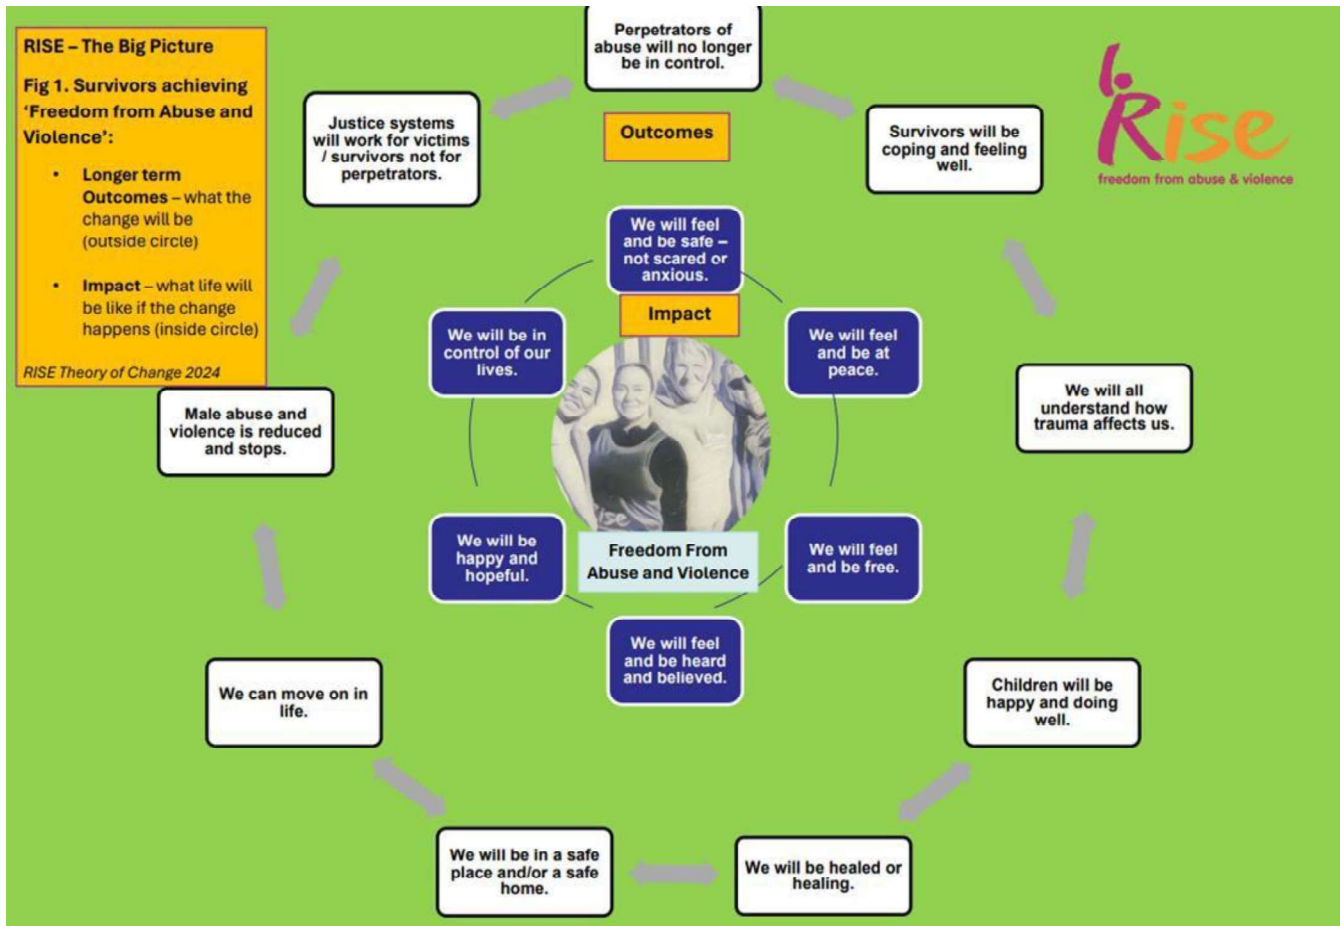 RISE – The Big Picture
Fig 1. Survivors achieving
‘Freedom from Abuse and
Violence’:
• Longer term
Outcomes – what the
change will be
(outside circle)
• Impact – what life will
be like if the change
happens (inside circle)
RISE Theory of Change 2024
Perpetrators of
abuse will no longer
be in control.
Rise
freedom from abuse & violence
Outcomes
Justice systems
will work for victims
/ survivors not for
perpetrators.
Survivors will be
coping and feeling
well.
We will all
understand how
trauma affects us.
Children will be
happy and doing
well.
We will be healed or
healing.
We will be in a safe
place and/or a safe
home.
We can move on in
life.
Male abuse and
violence is reduced
and stops.
We will feel
and be safe –
not scared or
anxious.
Impact
We will feel
and be at
peace.
We will feel
and be free.
We will feel
and be heard
and believed.
We will be
happy and
hopeful.
We will be in
control of our
lives.
rise
Freedom From
Abuse and Violence